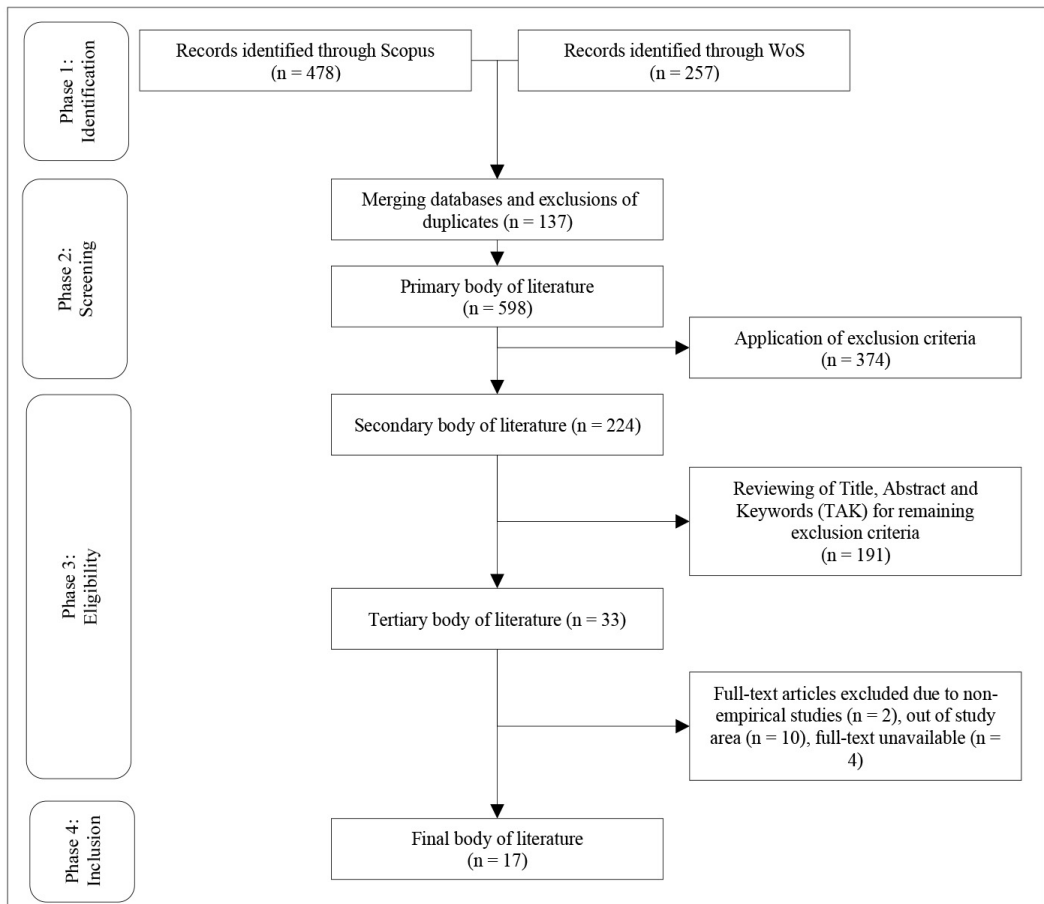 Phase 1:
Identification
Records identified through Scopus
(n = 478)
Records identified through WoS
(n = 257)
Phase 2:
Screening
Merging databases and exclusions of
duplicates (n = 137)
Primary body of literature
(n = 598)
Application of exclusion criteria
(n = 374)
Phase 3:
Eligibility
Secondary body of literature (n = 224)
Reviewing of Title, Abstract and
Keywords (TAK) for remaining
exclusion criteria
(n = 191)
Tertiary body of literature (n = 33)
Full-text articles excluded due to non-
empirical studies (n = 2), out of study
area (n = 10), full-text unavailable (n =
4)
Phase 4:
Inclusion
Final body of literature
(n = 17)